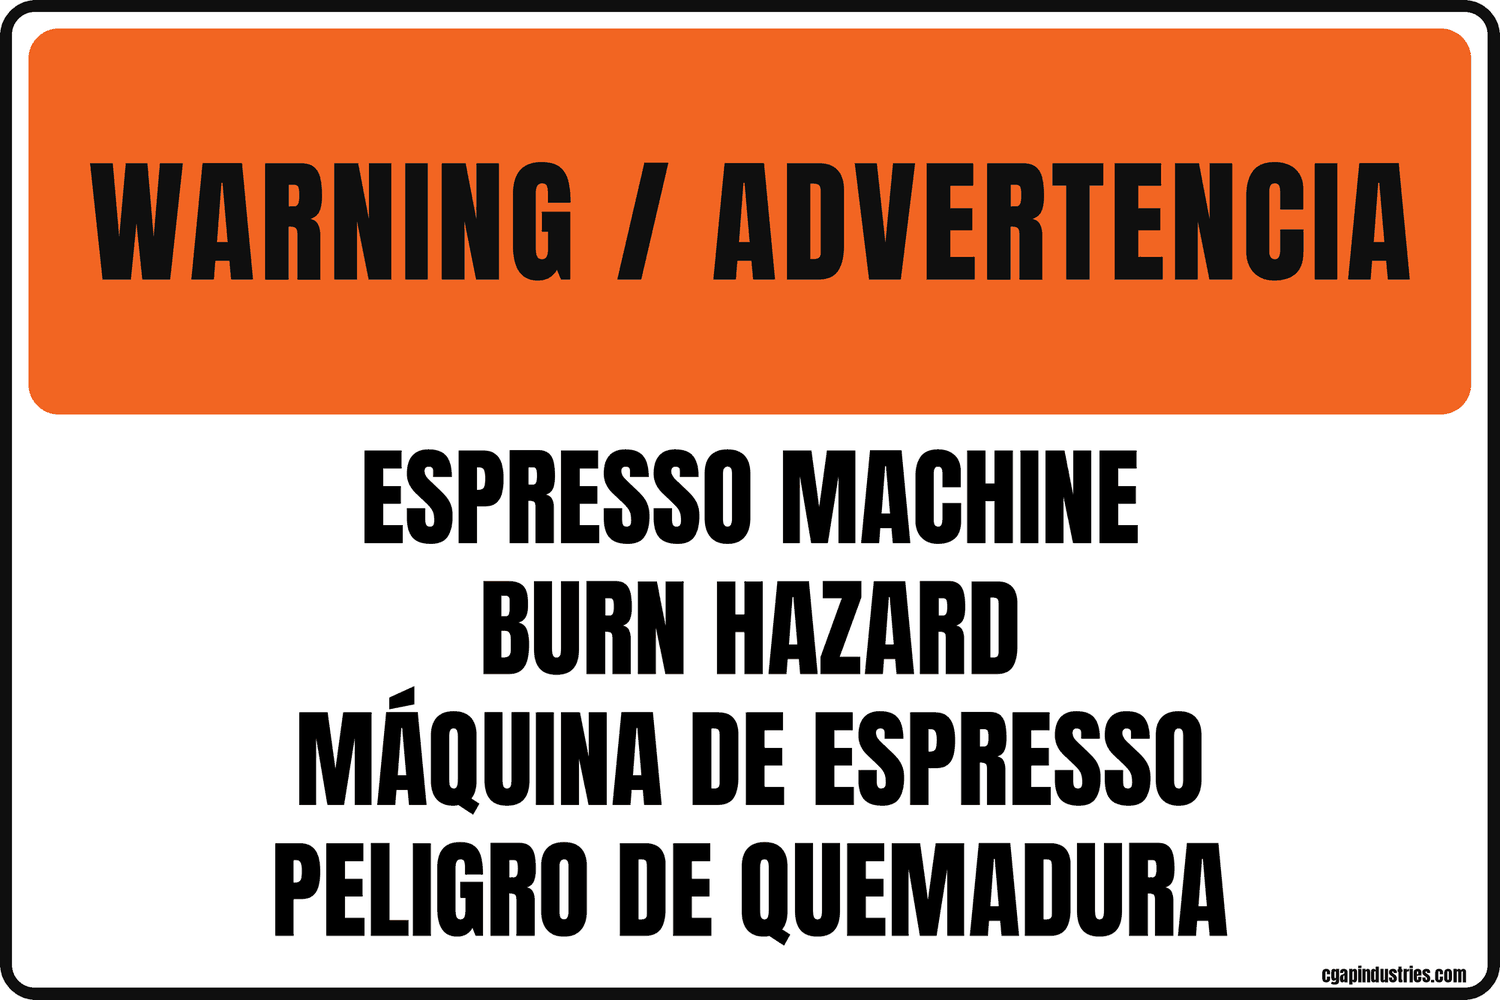 WARNING / ADVERTENCIA
ESPRESSO MACHINE
BURN HAZARD
MÁQUINA DE ESPRESSO
PELIGRO DE QUEMADURA
cgapindustries.com